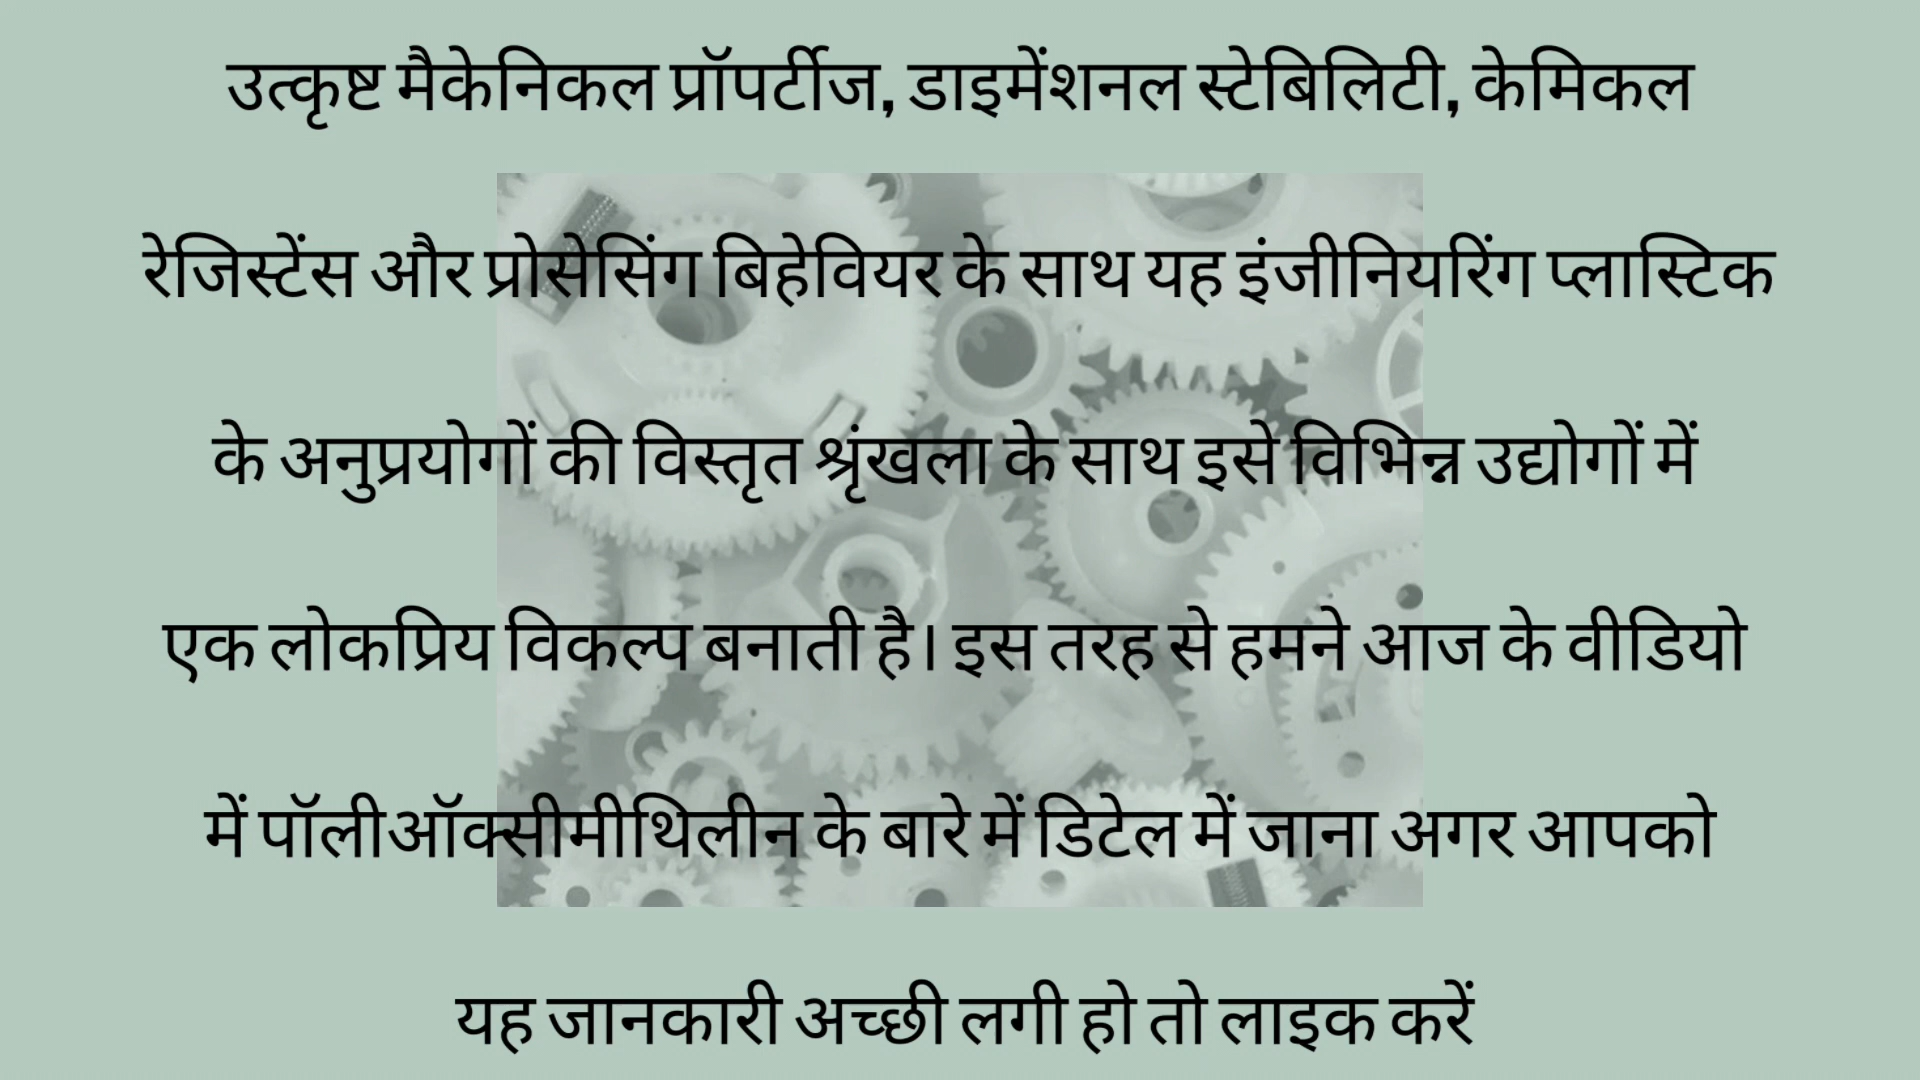 उत्कृष्ट मैकेनिकल प्रॉपर्टीज, डाइमेंशनल स्टेबिलिटी, केमिकल
रेजिस्टेंस और प्रोसेसिंग बिहेवियर के साथ यह इंजीनियरिंग प्लास्टिक
के अनुप्रयोगों की विस्तृत श्रृंखला के साथ इसे विभिन्न उद्योगों में
एक लोकप्रिय विकल्प बनाती है। इस तरह से हमने आज के वीडियो
में पॉलीऑक्सीमीथिलीन के बारे में डिटेल में जाना अगर आपको
यह जानकारी अच्छी लगी हो तो लाइक करें